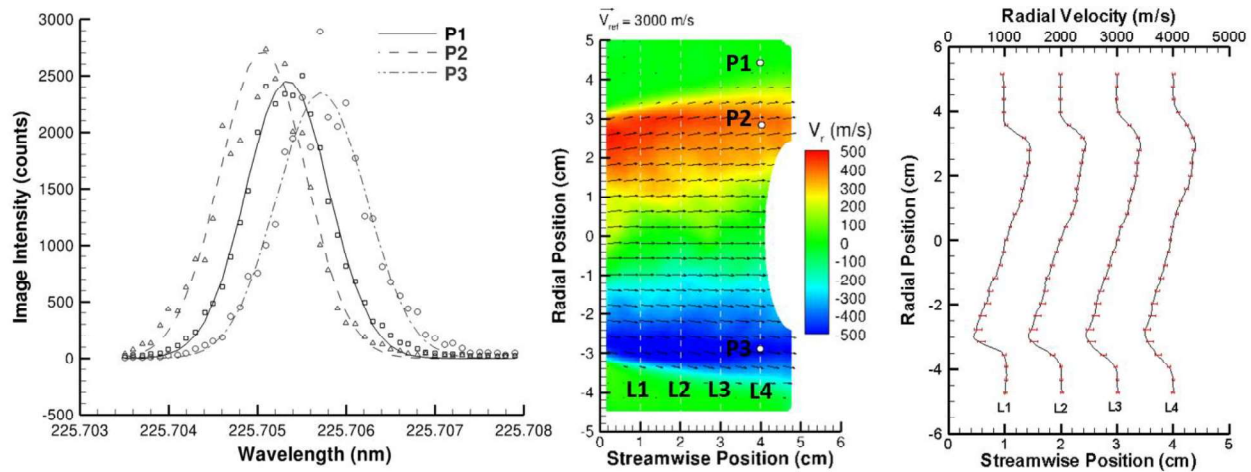 3000
2500
2000
1500
1000
500
0
-500
Image Intensity (counts)
225.703 225.704 225.705 225.706 225.707 225.708
Wavelength (nm)
P1
P2
P3
V_ref = 3000 m/s
5
4
3
2
1
0
-1
-2
-3
-4
-5
Radial Position (cm)
P1
P2
P3
L1 L2 L3 L4
0 1 2 3 4 5 6
Streamwise Position (cm)
V_r (m/s)
500
400
300
200
100
0
-100
-200
-300
-400
-500
Radial Velocity (m/s)
0 1000 2000 3000 4000 5000
6
4
2
0
-2
-4
-6
Radial Position (cm)
L1 L2 L3 L4
0 1 2 3 4 5
Streamwise Position (cm)